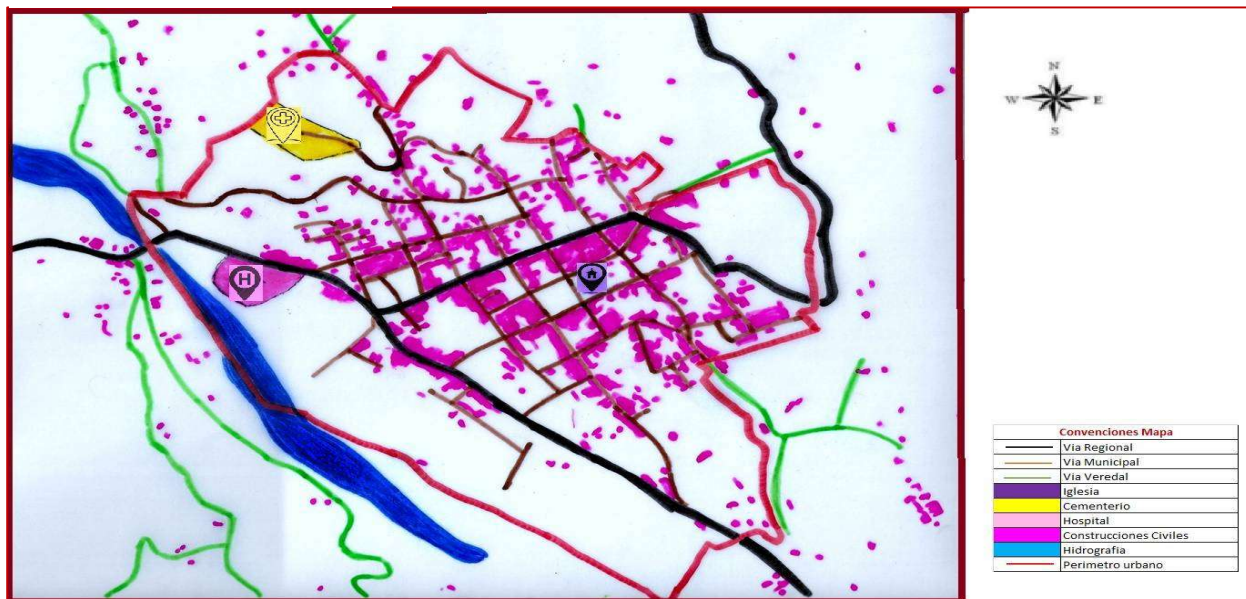 N
W E
S
H
Convenciones Mapa
Via Regional
Via Municipal
Via Veredal
Iglesia
Cementerio
Hospital
Construcciones Civiles
Hidrografia
Perimetro urbano